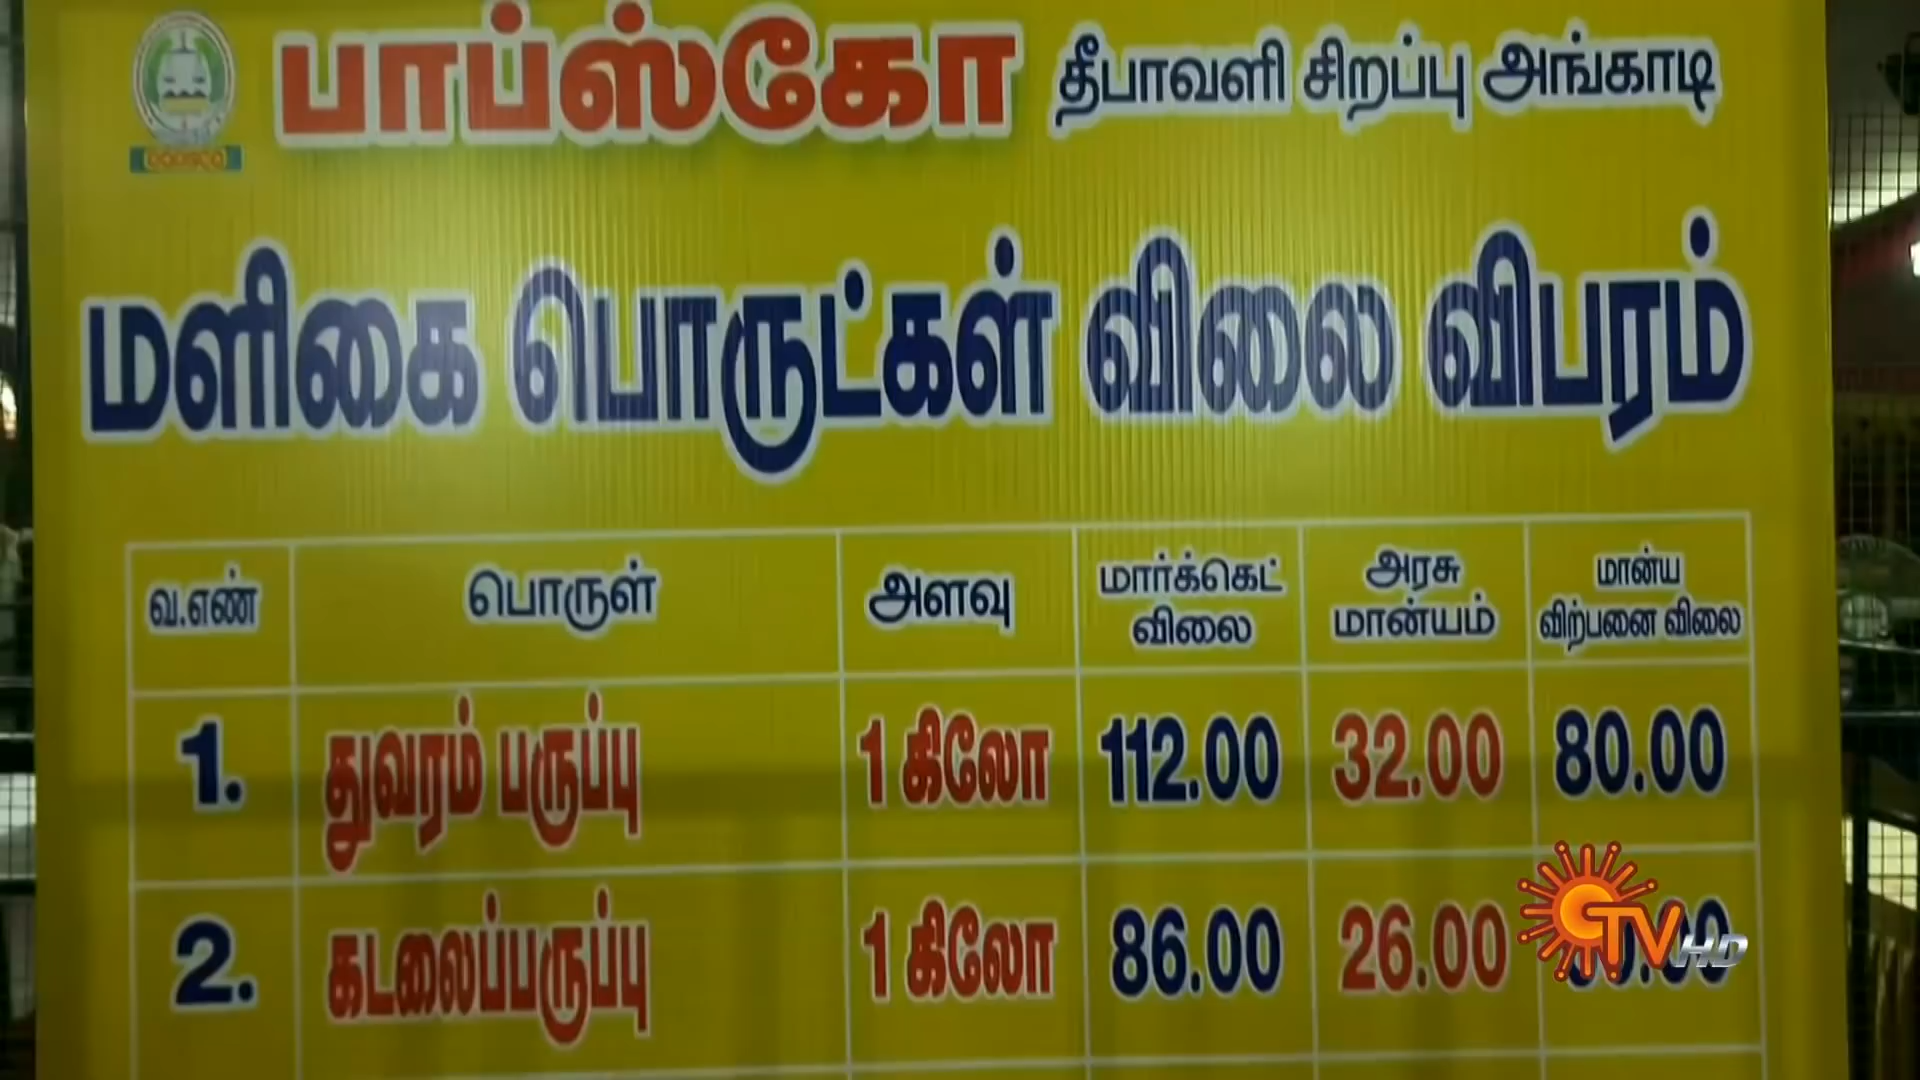 பாப்ஸ்கோ தீபாவளி சிறப்பு அங்காடி
மளிகை பொருட்கள் விலை விபரம்
வ.எண் பொருள் அளவு மார்க்கெட் விலை அரசு மான்யம் மான்ய விற்பனை விலை
1. துவரம் பருப்பு 1 கிலோ 112.00 32.00 80.00
2. கடலைப்பருப்பு 1 கிலோ 86.00 26.00
TV HD